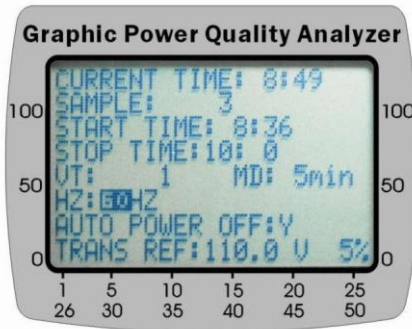 Graphic Power Quality Analyzer
CURRENT TIME: 8:49
SAMPLE: 3
START TIME: 8:36
STOP TIME:10: 0
VT: 1 MD: 5min
HZ:60HZ
AUTO POWER OFF:Y
TRANS REF:110.0 V 5%
100 100
50 50
0 0
1 5 10 15 20 25
26 30 35 40 45 50